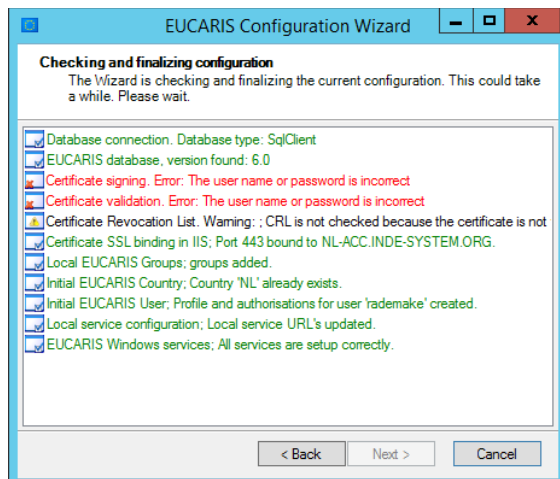 EUCARIS Configuration Wizard
Checking and finalizing configuration
The Wizard is checking and finalizing the current configuration. This could take
a while. Please wait.
Database connection. Database type: SqlClient
EUCARIS database, version found: 6.0
Certificate signing. Error: The user name or password is incorrect
Certificate validation. Error: The user name or password is incorrect
Certificate Revocation List. Warning: ; CRL is not checked because the certificate is not
Certificate SSL binding in IIS; Port 443 bound to NL-ACC.INDE-SYSTEM.ORG.
Local EUCARIS Groups; groups added.
Initial EUCARIS Country; Country 'NL' already exists.
Initial EUCARIS User; Profile and authorisations for user 'rademake' created.
Local service configuration; Local service URL's updated.
EUCARIS Windows services; All services are setup correctly.
< Back Next > Cancel